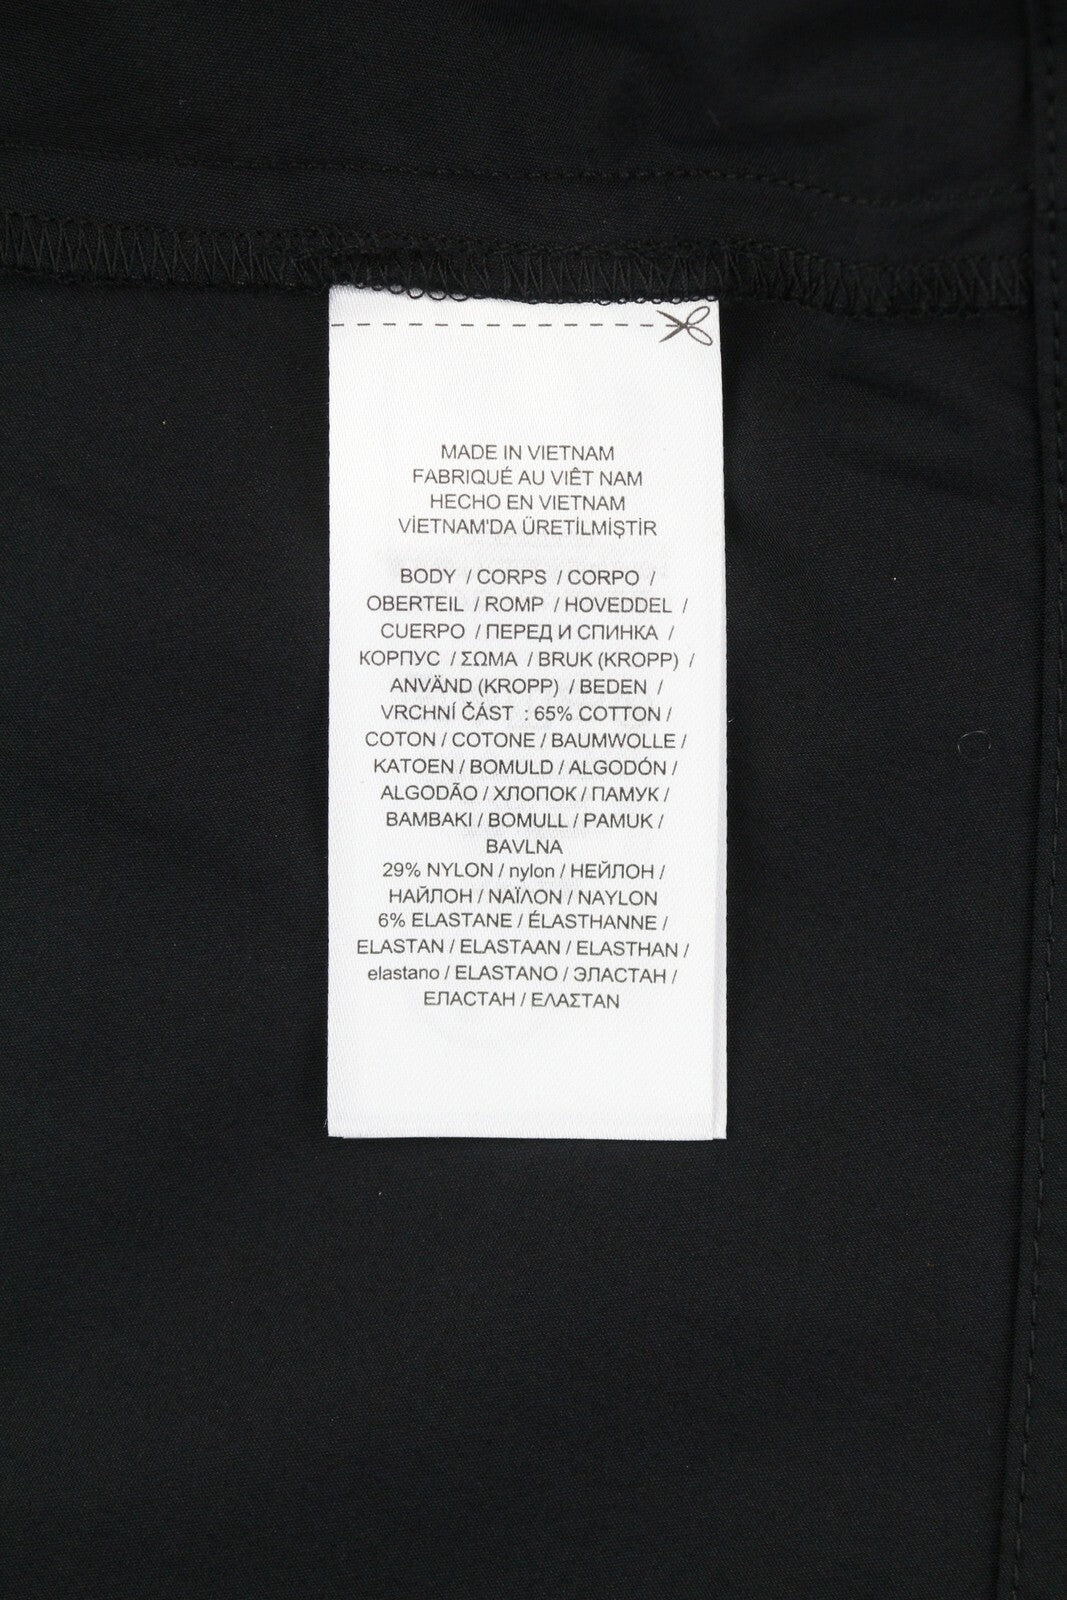 MADE IN VIETNAM
FABRIQUÉ AU VIÊT NAM
HECHO EN VIETNAM
VİETNAM'DA ÜRETİLMİŞTİR
BODY / CORPS / CORPO /
OBERTEIL / ROMP / HOVEDDEL /
CUERPO / ПЕРЕД И СПИНКА /
КОРПУС / ΣΩΜΑ / BRUK (KROPP) /
ANVÄND (KROPP) / BEDEN /
VRCHNÍ ČÁST : 65% COTTON /
COTON / COTONE / BAUMWOLLE /
KATOEN / BOMULD / ALGODÓN /
ALGODÃO / ХЛОПОК / ПАМУК /
BAMBAKI / BOMULL / PAMUK /
BAVLNA
29% NYLON / nylon / НЕЙЛОН /
НАЙЛОН / ΝΑΪΛΟΝ / NAYLON
6% ELASTANE / ÉLASTHANNE /
ELASTAN / ELASTAAN / ELASTHAN /
elastano / ELASTANO / ЭЛАСТАН /
ЕЛАСТАН / ΕΛΑΣΤΑΝ